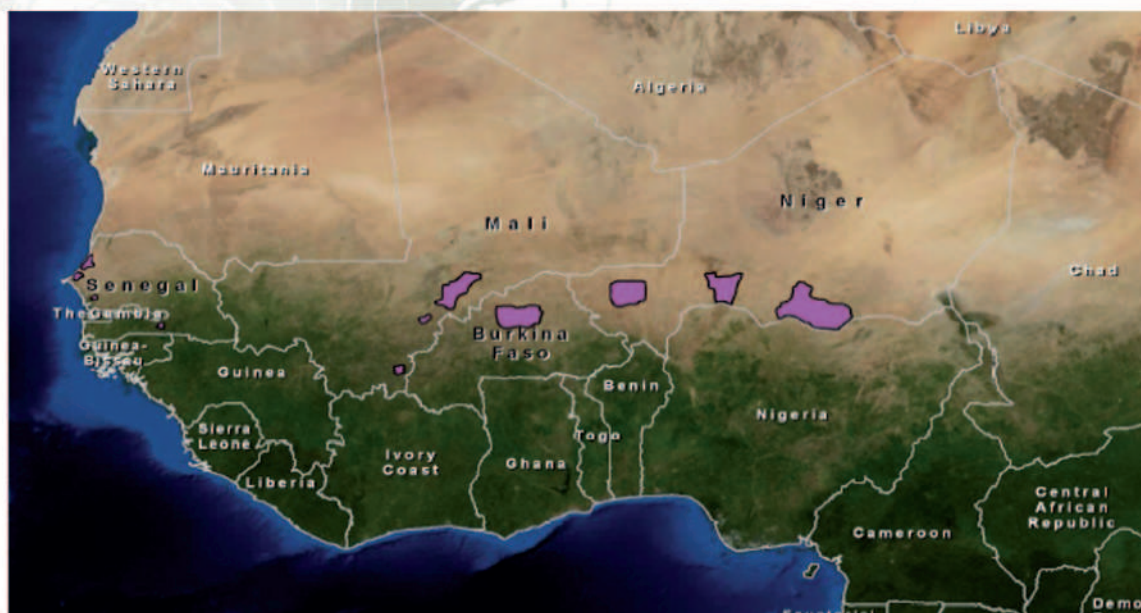 Libya
Western
Sahara
Algeria
Mauritania
Niger
Mali
Chad
Senegal
The Gambia
Burkina
Faso
Guinea-
Bissau
Guinea
Benin
Nigeria
Sierra
Leone
Togo
Ivory
Coast
Ghana
Liberia
Central
African
Republic
Cameroon